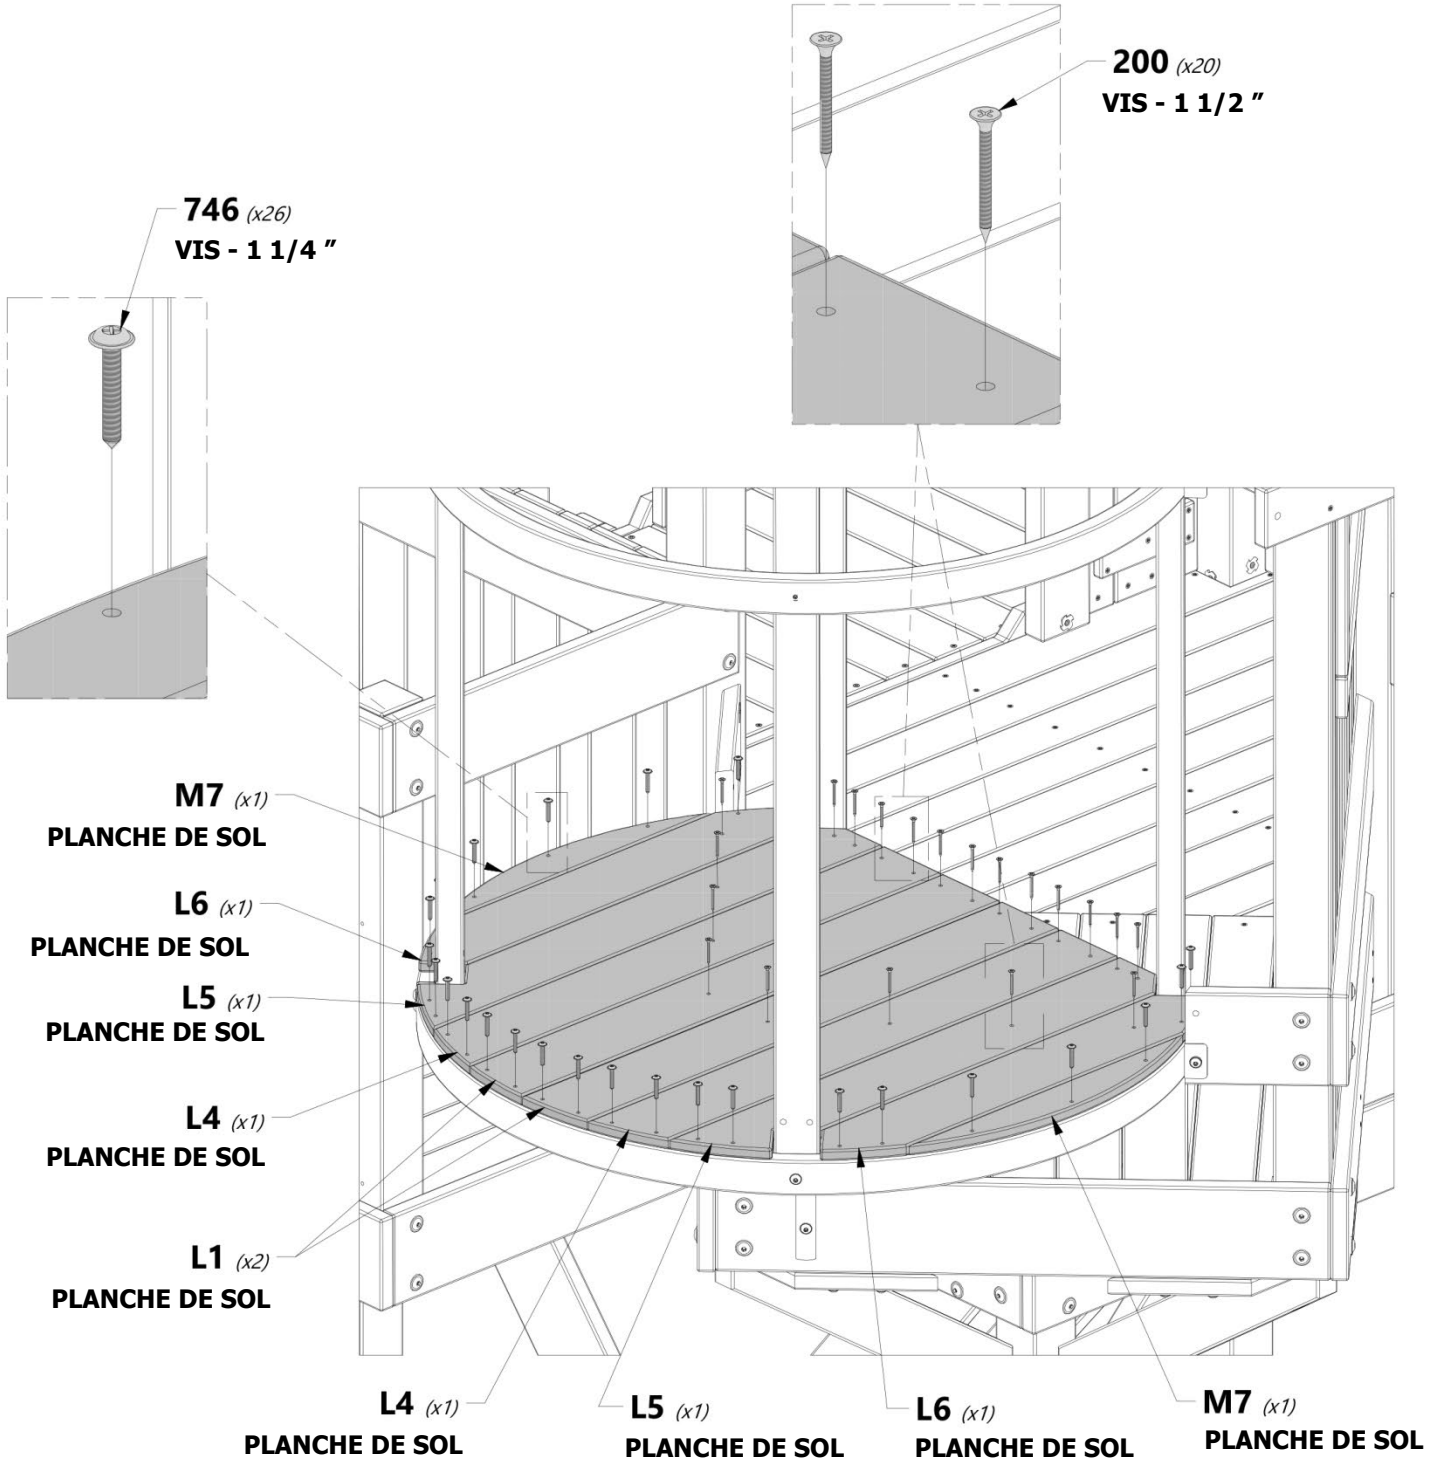 200 (x20)
VIS - 1 1/2 "
746 (x26)
VIS - 1 1/4 "
M7 (x1)
PLANCHE DE SOL
L6 (x1)
PLANCHE DE SOL
L5 (x1)
PLANCHE DE SOL
L4 (x1)
PLANCHE DE SOL
L1 (x2)
PLANCHE DE SOL
L4 (x1)
PLANCHE DE SOL
L5 (x1)
PLANCHE DE SOL
L6 (x1)
PLANCHE DE SOL
M7 (x1)
PLANCHE DE SOL